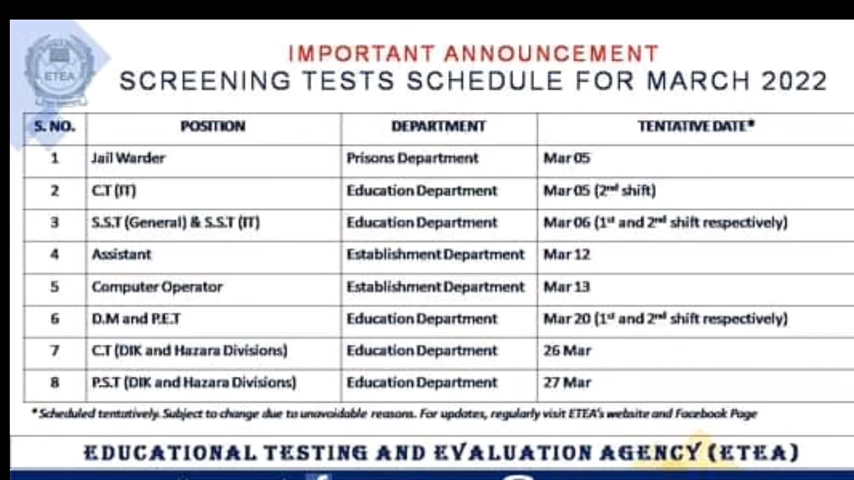 ETEA
IMPORTANT ANNOUNCEMENT
SCREENING TESTS SCHEDULE FOR MARCH 2022
S. NO. POSITION DEPARTMENT TENTATIVE DATE*
1 Jail Warder Prisons Department Mar 05
2 C.T (IT) Education Department Mar 05 (2nd shift)
3 S.S.T (General) & S.S.T (IT) Education Department Mar 06 (1st and 2nd shift respectively)
4 Assistant Establishment Department Mar 12
5 Computer Operator Establishment Department Mar 13
6 D.M and P.E.T Education Department Mar 20 (1st and 2nd shift respectively)
7 C.T (DIK and Hazara Divisions) Education Department 26 Mar
8 P.S.T (DIK and Hazara Divisions) Education Department 27 Mar
*Scheduled tentatively. Subject to change due to unavoidable reasons. For updates, regularly visit ETEA's website and Facebook Page
EDUCATIONAL TESTING AND EVALUATION AGENCY (ETEA)